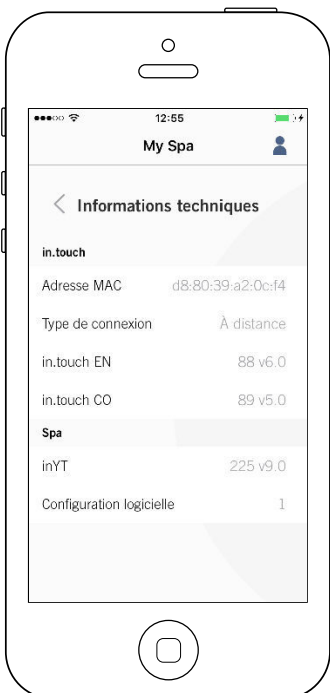 12:55
My Spa
Informations techniques
in.touch
Adresse MAC d8:80:39:a2:0c:f4
Type de connexion À distance
in.touch EN 88 v6.0
in.touch CO 89 v5.0
Spa
inYT 225 v9.0
Configuration logicielle 1